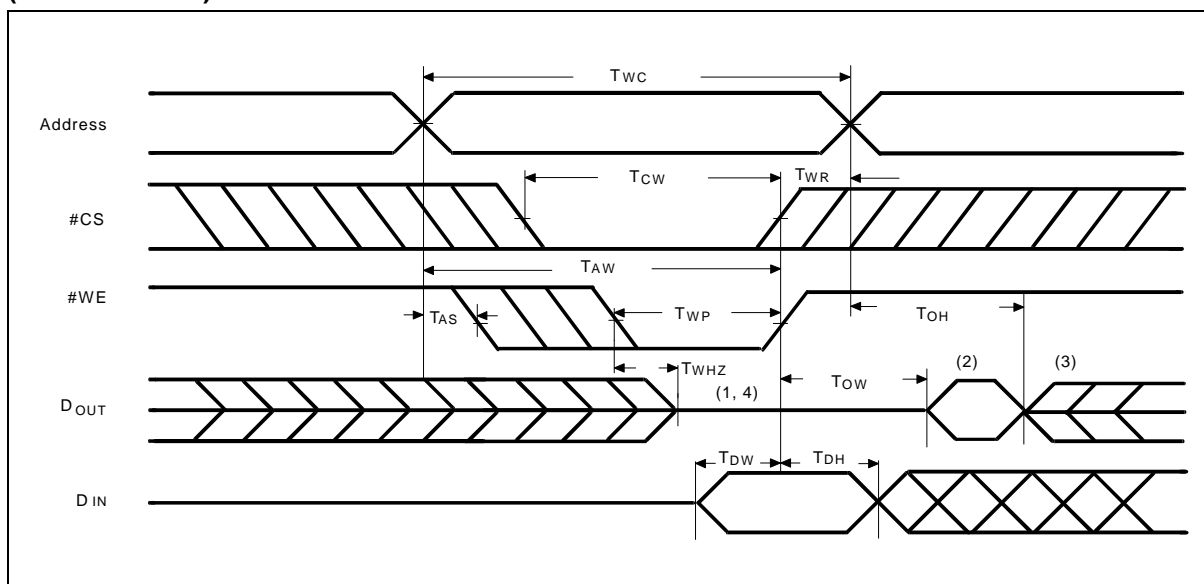 TWC
Address
TCW
TWR
#CS
TAW
#WE
TAS
TWP
TOH
TWHZ
(1, 4)
TOW
(2)
(3)
DOUT
TDW
TDH
DIN